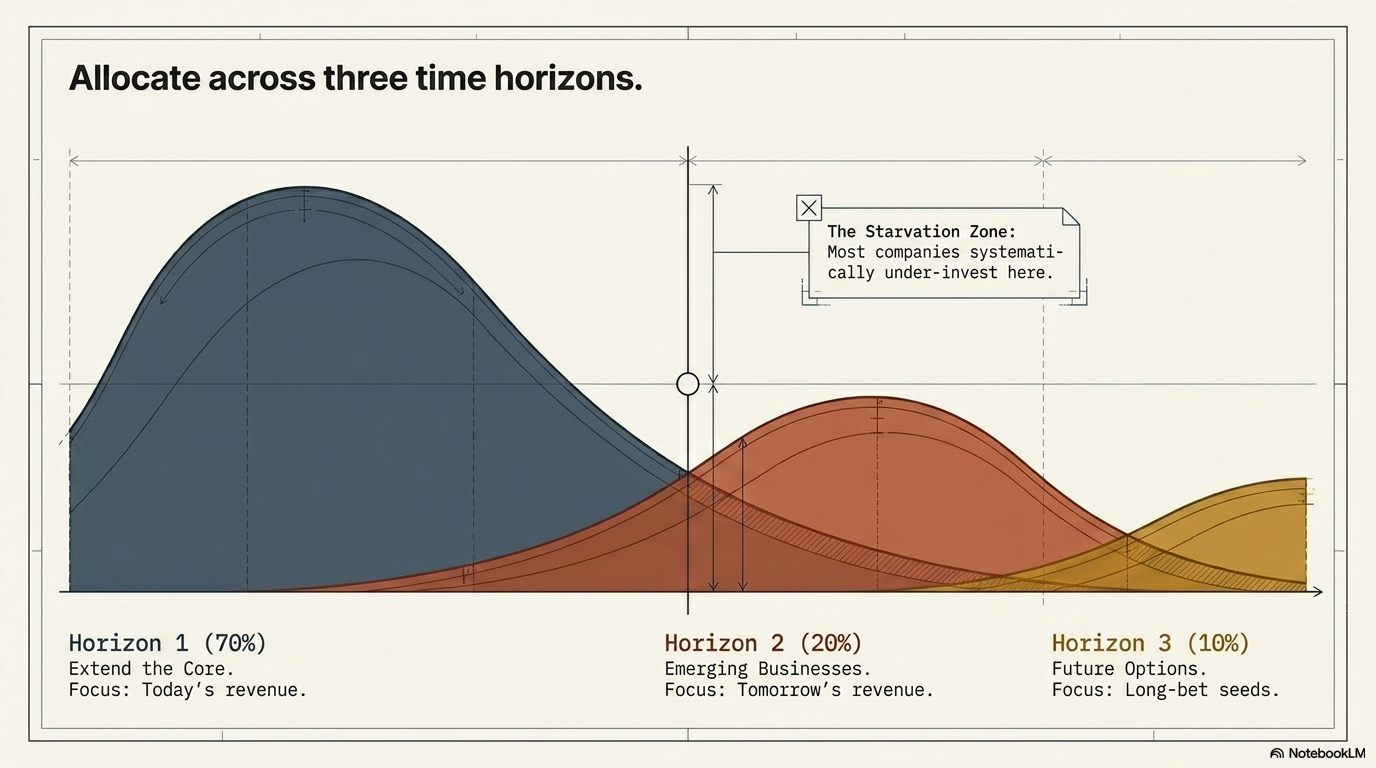 Allocate across three time horizons.
The Starvation Zone:
Most companies systemati-
cally under-invest here.
Horizon 1 (70%)
Extend the Core.
Focus: Today's revenue.
Horizon 2 (20%)
Emerging Businesses.
Focus: Tomorrow's revenue.
Horizon 3 (10%)
Future Options.
Focus: Long-bet seeds.
NotebookLM